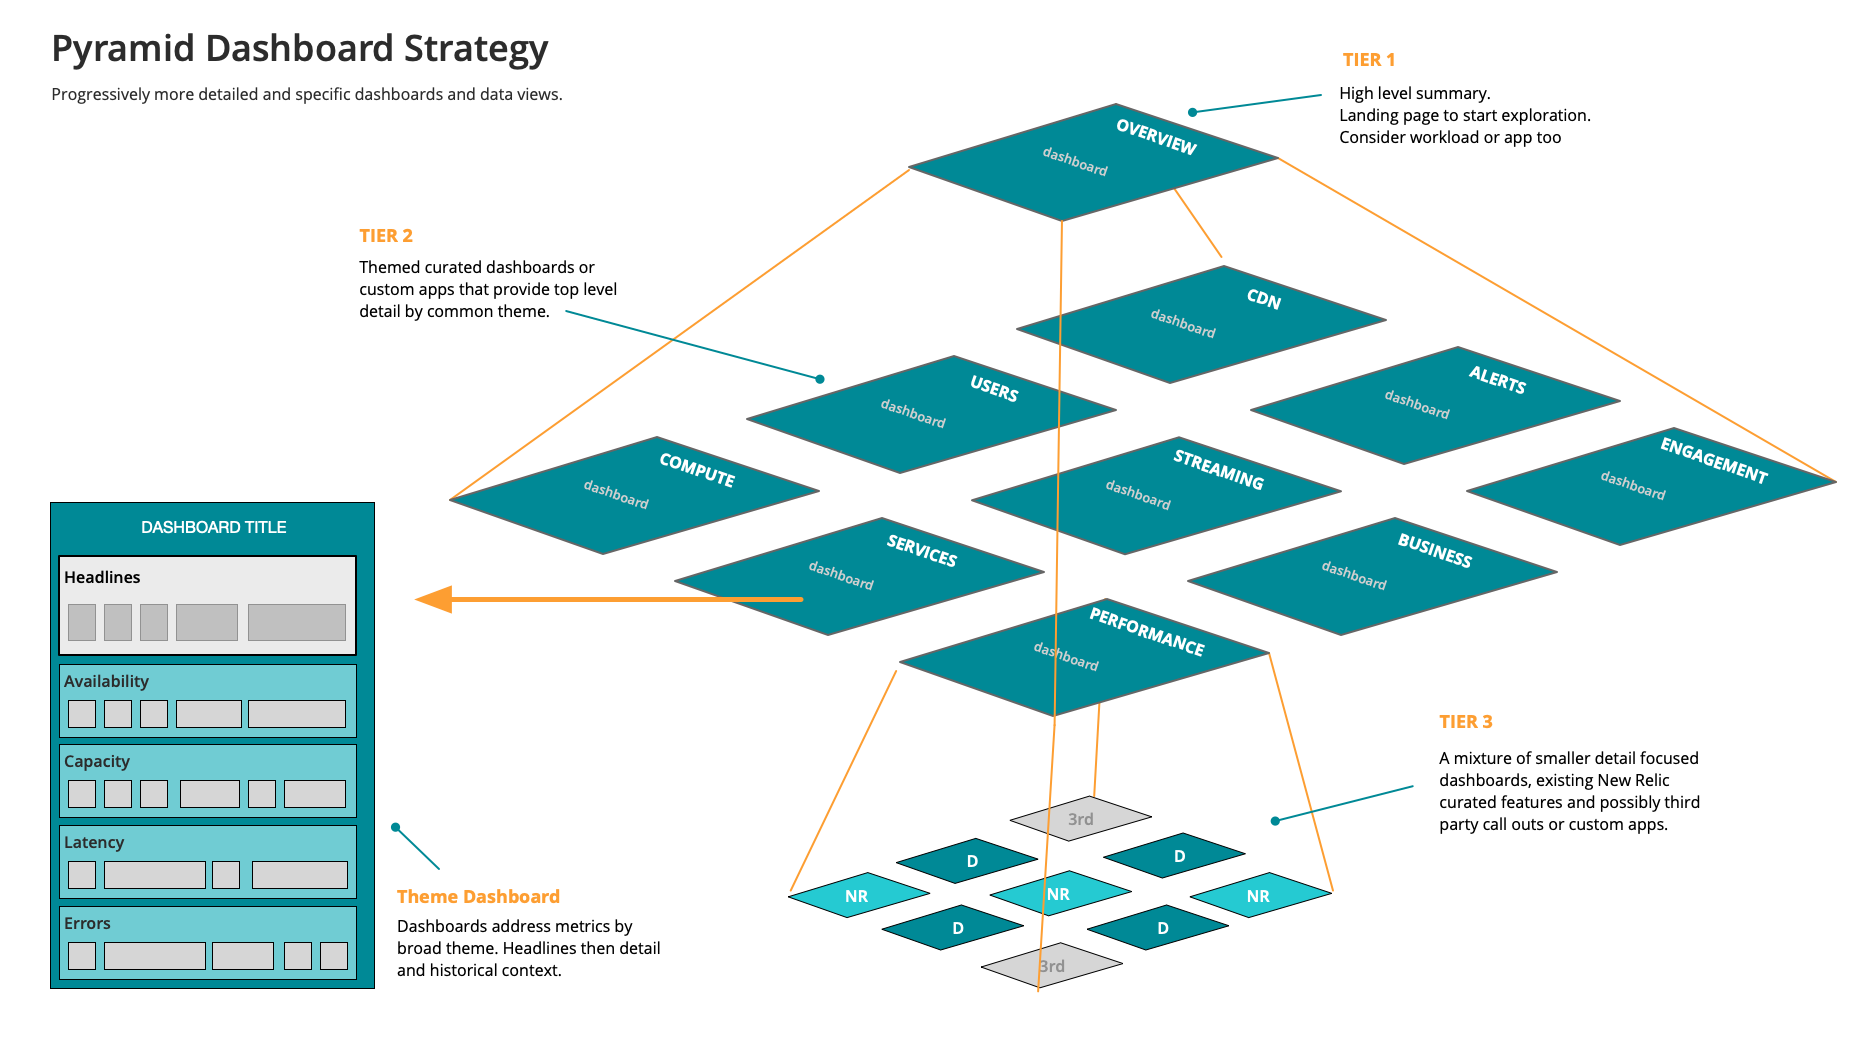 Pyramid Dashboard Strategy
Progressively more detailed and specific dashboards and data views.
TIER 1
High level summary.
Landing page to start exploration.
Consider workload or app too
OVERVIEW
dashboard
TIER 2
Themed curated dashboards or
custom apps that provide top level
detail by common theme.
CDN
dashboard
USERS
dashboard
ALERTS
dashboard
COMPUTE
dashboard
STREAMING
dashboard
ENGAGEMENT
dashboard
SERVICES
dashboard
BUSINESS
dashboard
PERFORMANCE
dashboard
DASHBOARD TITLE
Headlines
Availability
Capacity
Latency
Errors
Theme Dashboard
Dashboards address metrics by
broad theme. Headlines then detail
and historical context.
TIER 3
A mixture of smaller detail focused
dashboards, existing New Relic
curated features and possibly third
party call outs or custom apps.
3rd
D
D
NR
NR
NR
D
D
3rd